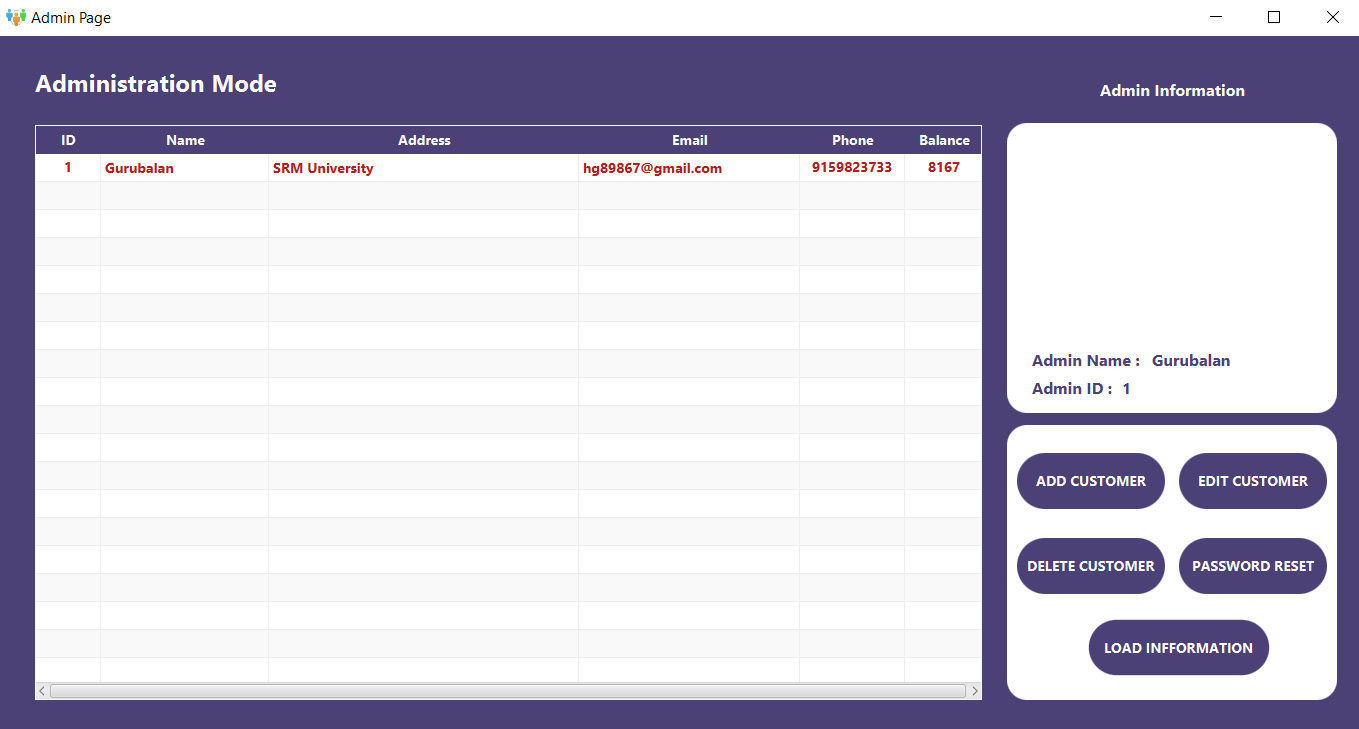 Admin Page
Administration Mode
Admin Information
ID Name Address Email Phone Balance
1 Gurubalan SRM University hg89867@gmail.com 9159823733 8167
Admin Name : Gurubalan
Admin ID : 1
ADD CUSTOMER EDIT CUSTOMER
DELETE CUSTOMER PASSWORD RESET
LOAD INFFORMATION